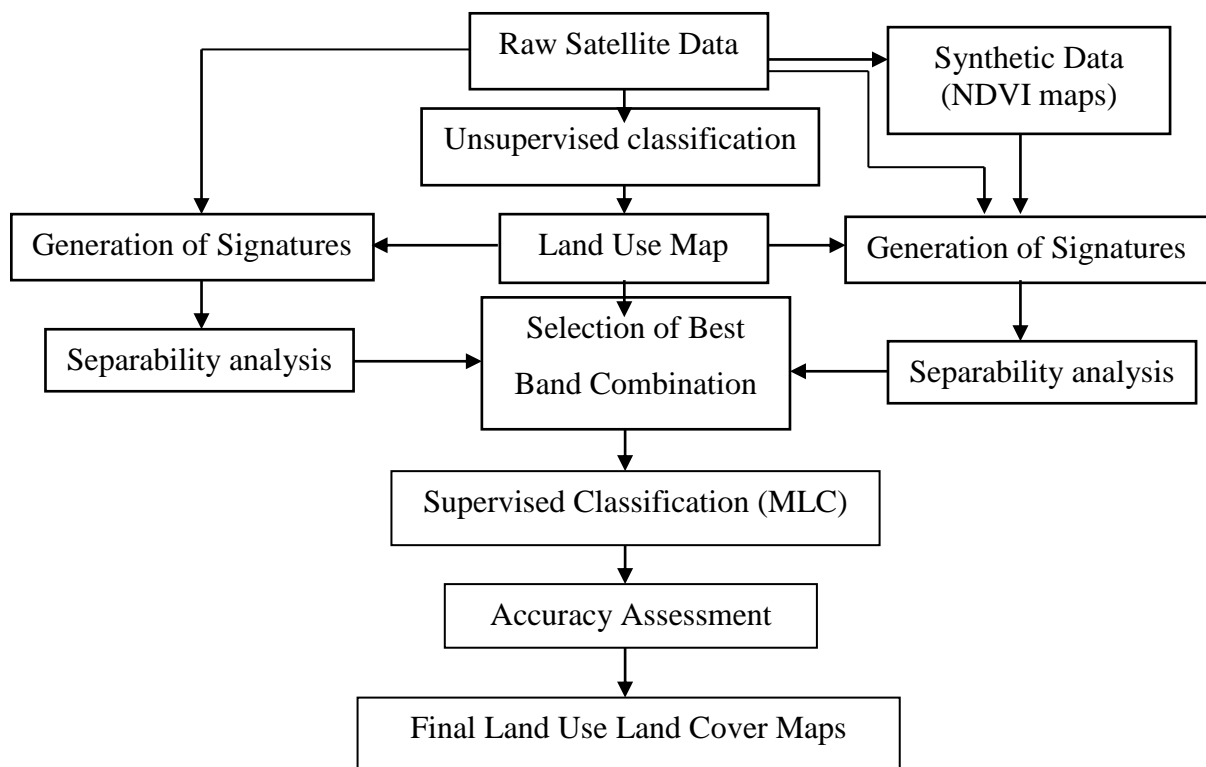 Raw Satellite Data
Synthetic Data
(NDVI maps)
Unsupervised classification
Generation of Signatures
Land Use Map
Generation of Signatures
Separability analysis
Selection of Best
Band Combination
Separability analysis
Supervised Classification (MLC)
Accuracy Assessment
Final Land Use Land Cover Maps